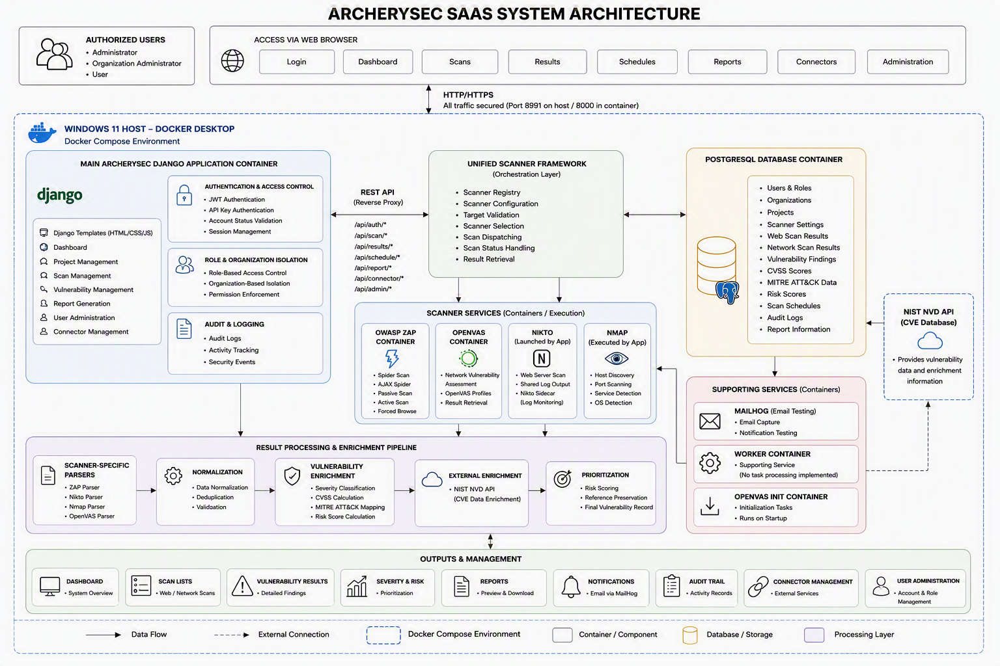 ARCHERYSEC SAAS SYSTEM ARCHITECTURE
AUTHORIZED USERS
• Administrator
• Organization Administrator
• User
ACCESS VIA WEB BROWSER
Login
Dashboard
Scans
Results
Schedules
Reports
Connectors
Administration
HTTP/HTTPS
All traffic secured (Port 8991 on host / 8000 in container)
WINDOWS 11 HOST – DOCKER DESKTOP
Docker Compose Environment
MAIN ARCHERYSEC DJANGO APPLICATION CONTAINER
django
Django Templates (HTML/CSS/JS)
Dashboard
Project Management
Scan Management
Vulnerability Management
Report Generation
User Administration
Connector Management
AUTHENTICATION & ACCESS CONTROL
• JWT Authentication
• API Key Authentication
• Account Status Validation
• Session Management
ROLE & ORGANIZATION ISOLATION
• Role-Based Access Control
• Organization-Based Isolation
• Permission Enforcement
AUDIT & LOGGING
• Audit Logs
• Activity Tracking
• Security Events
REST API
(Reverse Proxy)
/api/auth/*
/api/scan/*
/api/results/*
/api/schedule/*
/api/report/*
/api/connector/*
/api/admin/*
UNIFIED SCANNER FRAMEWORK
(Orchestration Layer)
• Scanner Registry
• Scanner Configuration
• Target Validation
• Scanner Selection
• Scan Dispatching
• Scan Status Handling
• Result Retrieval
POSTGRESQL DATABASE CONTAINER
• Users & Roles
• Organizations
• Projects
• Scanner Settings
• Web Scan Results
• Network Scan Results
• Vulnerability Findings
• CVSS Scores
• MITRE ATT&CK Data
• Risk Scores
• Scan Schedules
• Audit Logs
• Report Information
NIST NVD API
(CVE Database)
• Provides vulnerability
data and enrichment
information
SCANNER SERVICES (Containers / Execution)
OWASP ZAP
CONTAINER
• Spider Scan
• AJAX Spider
• Passive Scan
• Active Scan
• Forced Browse
OPENVAS
CONTAINER
• Network Vulnerability
Assessment
• OpenVAS Profiles
• Result Retrieval
NIKTO
(Launched by App)
N
• Web Server Scan
• Shared Log Output
• Nikto Sidecar
(Log Monitoring)
NMAP
(Executed by App)
• Host Discovery
• Port Scanning
• Service Detection
• OS Detection
SUPPORTING SERVICES (Containers)
MAILHOG (Email Testing)
• Email Capture
• Notification Testing
WORKER CONTAINER
• Supporting Service
(No task processing implemented)
OPENVAS INIT CONTAINER
• Initialization Tasks
• Runs on Startup
RESULT PROCESSING & ENRICHMENT PIPELINE
SCANNER-SPECIFIC
PARSERS
• ZAP Parser
• Nikto Parser
• Nmap Parser
• OpenVAS Parser
NORMALIZATION
• Data Normalization
• Deduplication
• Validation
VULNERABILITY
ENRICHMENT
• Severity Classification
• CVSS Calculation
• MITRE ATT&CK Mapping
• Risk Score Calculation
EXTERNAL ENRICHMENT
• NIST NVD API
(CVE Data Enrichment)
PRIORITIZATION
• Risk Scoring
• Reference Preservation
• Final Vulnerability Record
OUTPUTS & MANAGEMENT
DASHBOARD
• System Overview
SCAN LISTS
• Web / Network Scans
VULNERABILITY RESULTS
• Detailed Findings
SEVERITY & RISK
• Prioritization
REPORTS
• Preview & Download
NOTIFICATIONS
• Email via MailHog
AUDIT TRAIL
• Activity Records
CONNECTOR MANAGEMENT
• External Services
USER ADMINISTRATION
• Account & Role
Management
Data Flow
External Connection
Docker Compose Environment
Container / Component
Database / Storage
Processing Layer